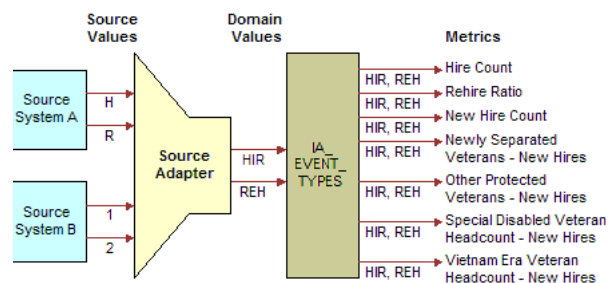 Source
Values
Domain
Values
Metrics
Source
System A
H
R
Source
System B
1
2
Source
Adapter
HIR
REH
IA_
EVENT_
TYPES
HIR, REH
Hire Count
HIR, REH
Rehire Ratio
HIR, REH
New Hire Count
HIR, REH
Newly Separated
Veterans - New Hires
HIR, REH
Other Protected
Veterans - New Hires
HIR, REH
Special Disabled Veteran
Headcount - New Hires
HIR, REH
Vietnam Era Veteran
Headcount - New Hires